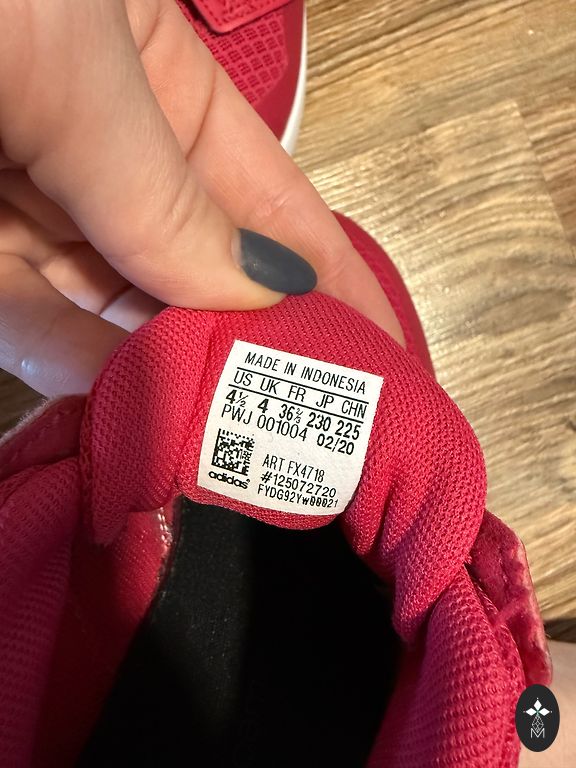 MADE IN INDONESIA
US UK FR JP CHN
4½ 4 36⅔ 230 225
PWJ 001004 02/20
ART FX4718
#125072720
adidas®
FYDG92Yw00021
M